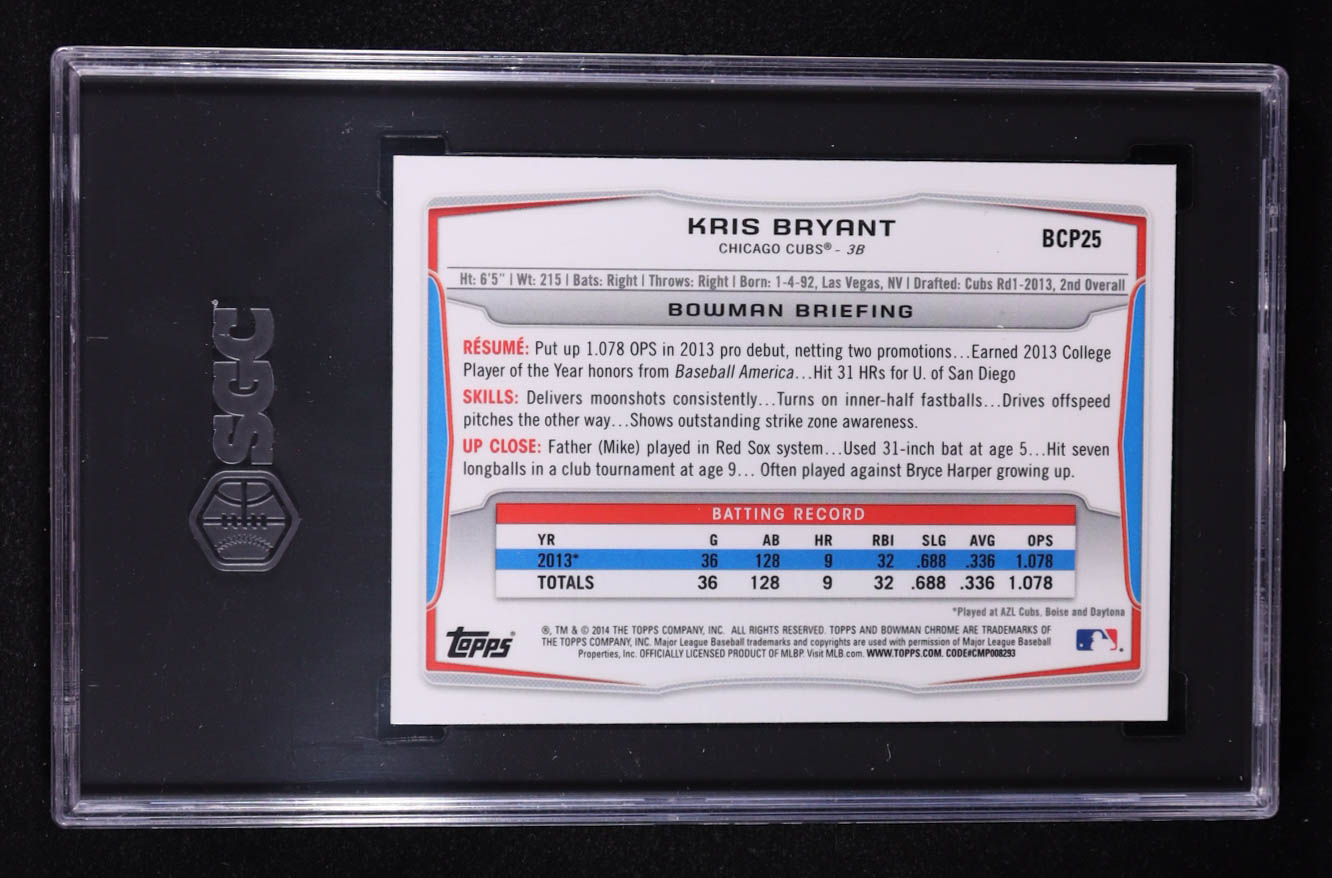 SGC
KRIS BRYANT
CHICAGO CUBS® - 3B
BCP25
Ht: 6'5" | Wt: 215 | Bats: Right | Throws: Right | Born: 1-4-92, Las Vegas, NV | Drafted: Cubs Rd1-2013, 2nd Overall
BOWMAN BRIEFING
RÉSUMÉ: Put up 1.078 OPS in 2013 pro debut, netting two promotions...Earned 2013 College
Player of the Year honors from Baseball America...Hit 31 HRs for U. of San Diego
SKILLS: Delivers moonshots consistently...Turns on inner-half fastballs...Drives offspeed
pitches the other way...Shows outstanding strike zone awareness.
UP CLOSE: Father (Mike) played in Red Sox system...Used 31-inch bat at age 5...Hit seven
longballs in a club tournament at age 9... Often played against Bryce Harper growing up.
BATTING RECORD
YR G AB HR RBI SLG AVG OPS
2013* 36 128 9 32 .688 .336 1.078
TOTALS 36 128 9 32 .688 .336 1.078
*Played at AZL Cubs, Boise and Daytona
Topps®
®, TM & © 2014 THE TOPPS COMPANY, INC. ALL RIGHTS RESERVED. TOPPS AND BOWMAN CHROME ARE TRADEMARKS OF
THE TOPPS COMPANY, INC. Major League Baseball trademarks and copyrights are used with permission of Major League Baseball
Properties, Inc. OFFICIALLY LICENSED PRODUCT OF MLBP. Visit MLB.com. WWW.TOPPS.COM. CODE#CMP008293